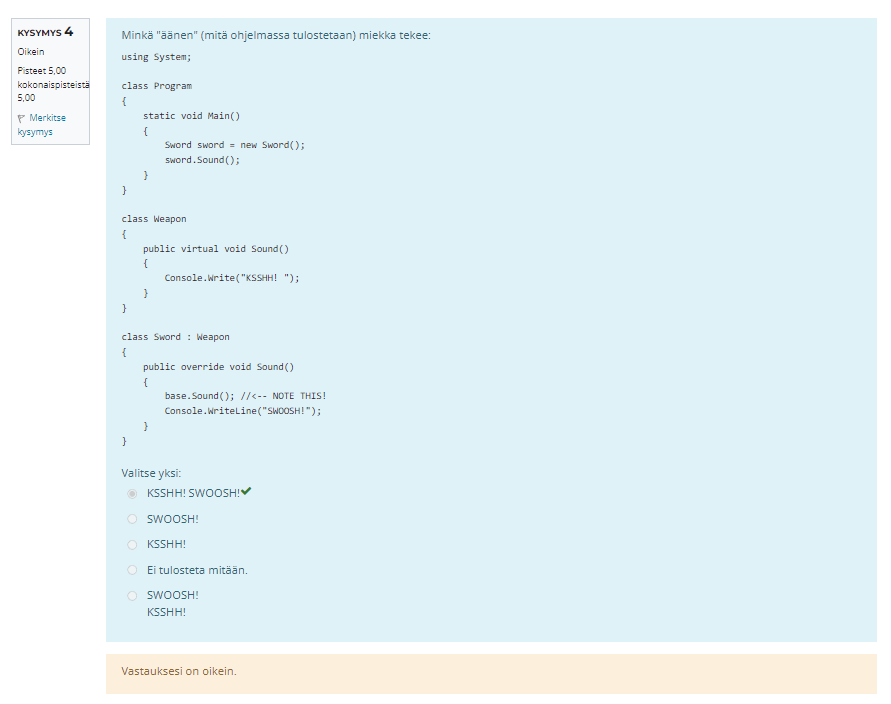 KYSYMYS 4
Oikein
Pisteet 5,00
kokonaispisteistä
5,00
Merkitse
kysymys
Minkä "äänen" (mitä ohjelmassa tulostetaan) miekka tekee:
using System;
class Program
{
static void Main()
{
Sword sword = new Sword();
sword.Sound();
}
}
class Weapon
{
public virtual void Sound()
{
Console.Write("KSSHH! ");
}
}
class Sword : Weapon
{
public override void Sound()
{
base.Sound(); //<-- NOTE THIS!
Console.WriteLine("SWOOSH!");
}
}
Valitse yksi:
KSSHH! SWOOSH!
SWOOSH!
KSSHH!
Ei tulosteta mitään.
SWOOSH!
KSSHH!
Vastauksesi on oikein.